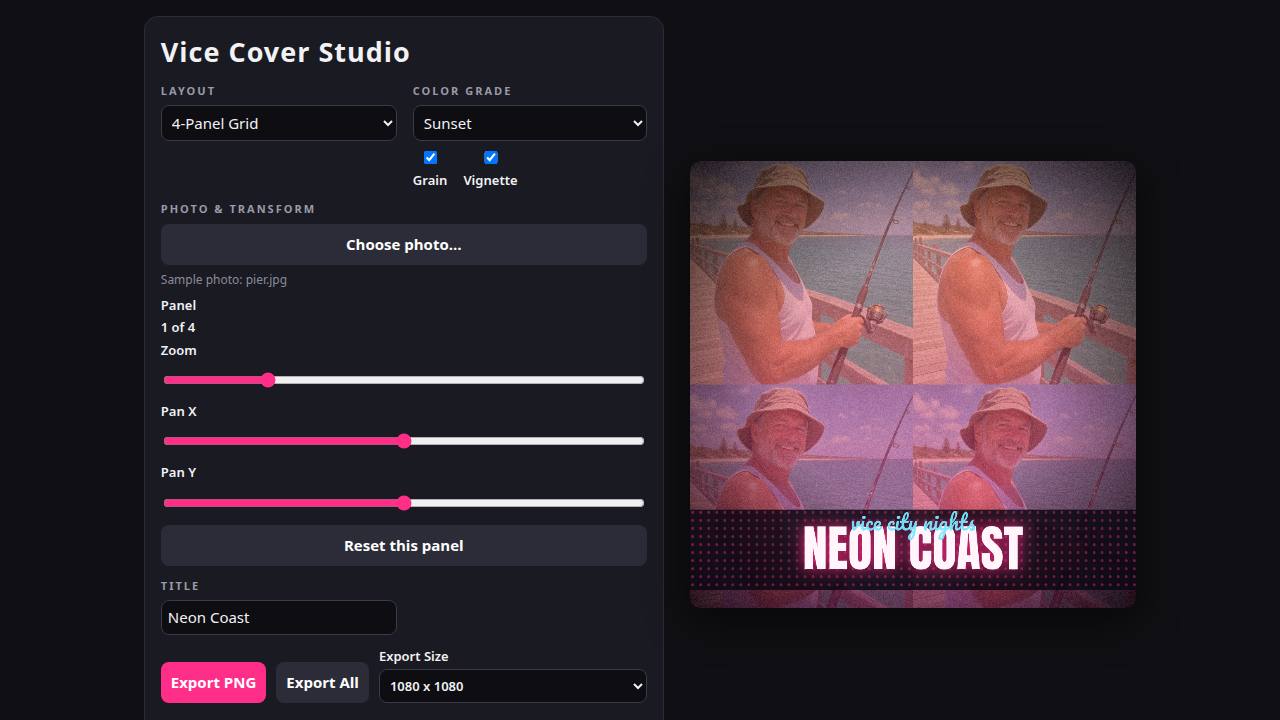 Vice Cover Studio
LAYOUT
COLOR GRADE
4-Panel Grid
Sunset
Grain
Vignette
PHOTO & TRANSFORM
Choose photo...
Sample photo: pier.jpg
Panel
1 of 4
Zoom
Pan X
Pan Y
Reset this panel
TITLE
Neon Coast
Export PNG
Export All
Export Size
1080 x 1080
vice city nights
NEON COAST